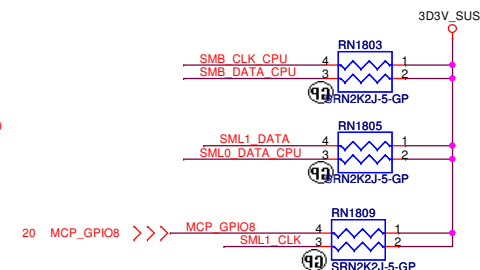 3D3V_SUS
RN1803
SMB_CLK_CPU 4 1
SMB_DATA_CPU 3 2
SRN2K2J-5-GP
RN1805
SML1_DATA 4 1
SML0_DATA_CPU 3 2
SRN2K2J-5-GP
RN1809
20 MCP_GPIO8 MCP_GPIO8 4 1
SML1_CLK 3 2
SRN2K2J-5-GP